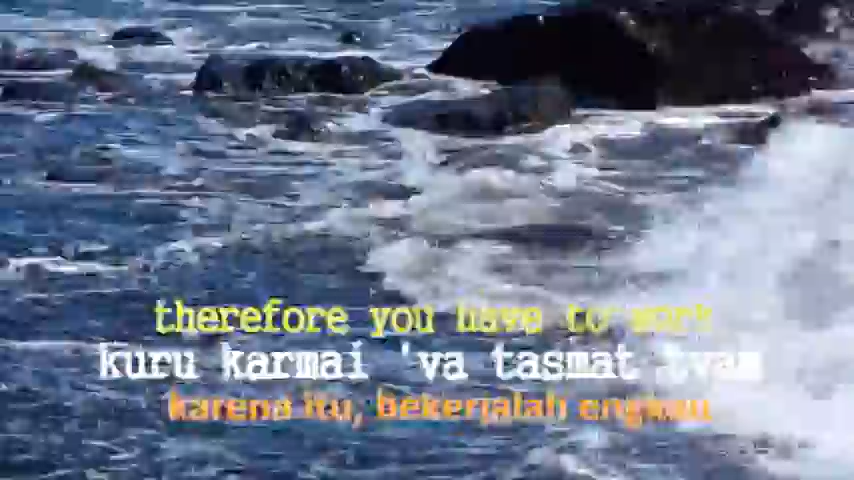 therefore you have to work
kuru karmai 'va tasmat tvam
karena itu, bekerjalah engkau